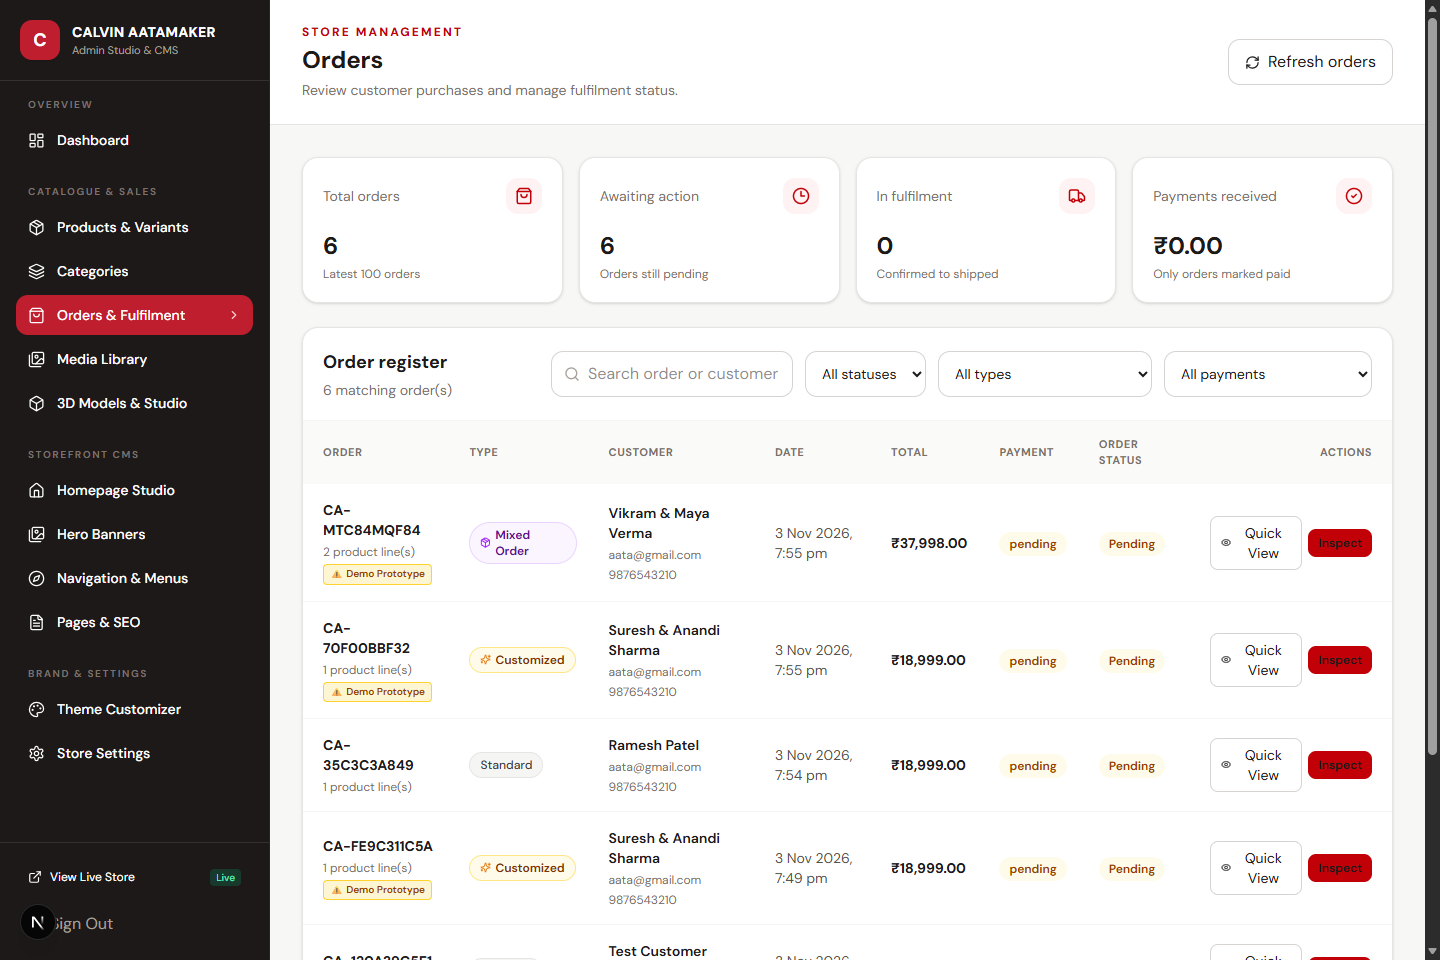 C
CALVIN AATAMAKER
Admin Studio & CMS
OVERVIEW
Dashboard
CATALOGUE & SALES
Products & Variants
Categories
Orders & Fulfilment
Media Library
3D Models & Studio
STOREFRONT CMS
Homepage Studio
Hero Banners
Navigation & Menus
Pages & SEO
BRAND & SETTINGS
Theme Customizer
Store Settings
View Live Store
Live
N
Sign Out
STORE MANAGEMENT
Orders
Review customer purchases and manage fulfilment status.
Refresh orders
Total orders
6
Latest 100 orders
Awaiting action
6
Orders still pending
In fulfilment
0
Confirmed to shipped
Payments received
₹0.00
Only orders marked paid
Order register
6 matching order(s)
Search order or customer
All statuses
All types
All payments
ORDER
TYPE
CUSTOMER
DATE
TOTAL
PAYMENT
ORDER
STATUS
ACTIONS
CA-
MTC84MQF84
2 product line(s)
Demo Prototype
Mixed
Order
Vikram & Maya
Verma
aata@gmail.com
9876543210
3 Nov 2026,
7:55 pm
₹37,998.00
pending
Pending
Quick
View
Inspect
CA-
70F00BBF32
1 product line(s)
Demo Prototype
Customized
Suresh & Anandi
Sharma
aata@gmail.com
9876543210
3 Nov 2026,
7:55 pm
₹18,999.00
pending
Pending
Quick
View
Inspect
CA-
35C3C3A849
1 product line(s)
Standard
Ramesh Patel
aata@gmail.com
9876543210
3 Nov 2026,
7:54 pm
₹18,999.00
pending
Pending
Quick
View
Inspect
CA-FE9C311C5A
1 product line(s)
Demo Prototype
Customized
Suresh & Anandi
Sharma
aata@gmail.com
9876543210
3 Nov 2026,
7:49 pm
₹18,999.00
pending
Pending
Quick
View
Inspect
Test Customer